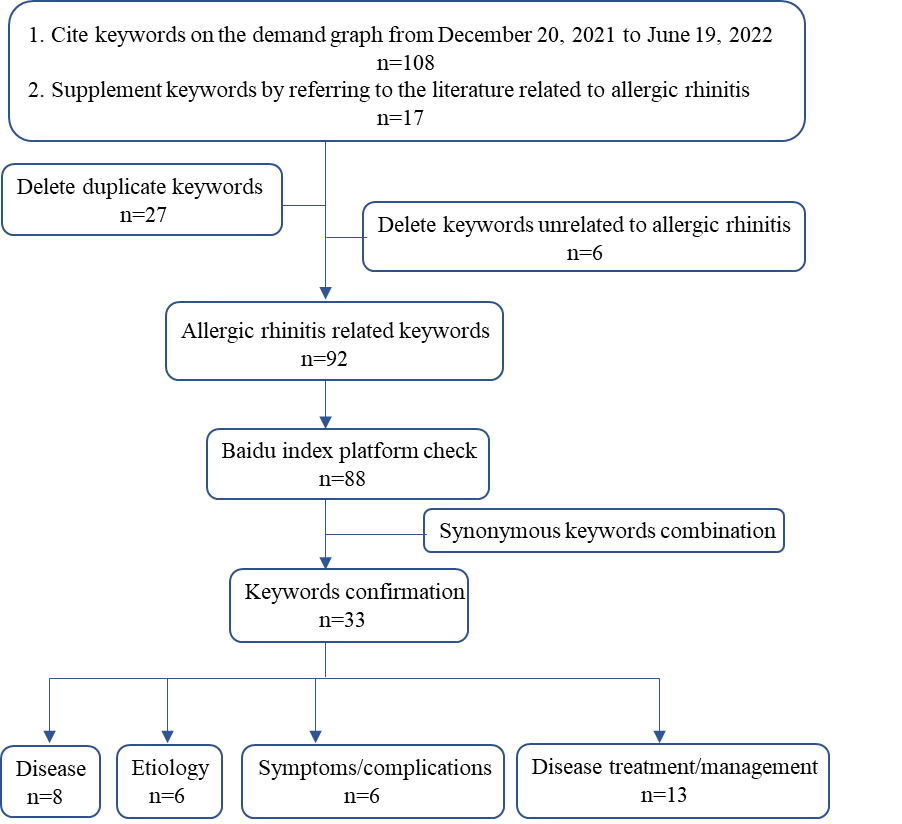 1. Cite keywords on the demand graph from December 20, 2021 to June 19, 2022
n=108
2. Supplement keywords by referring to the literature related to allergic rhinitis
n=17
Delete duplicate keywords
n=27
Delete keywords unrelated to allergic rhinitis
n=6
Allergic rhinitis related keywords
n=92
Baidu index platform check
n=88
Synonymous keywords combination
Keywords confirmation
n=33
Disease
n=8
Etiology
n=6
Symptoms/complications
n=6
Disease treatment/management
n=13